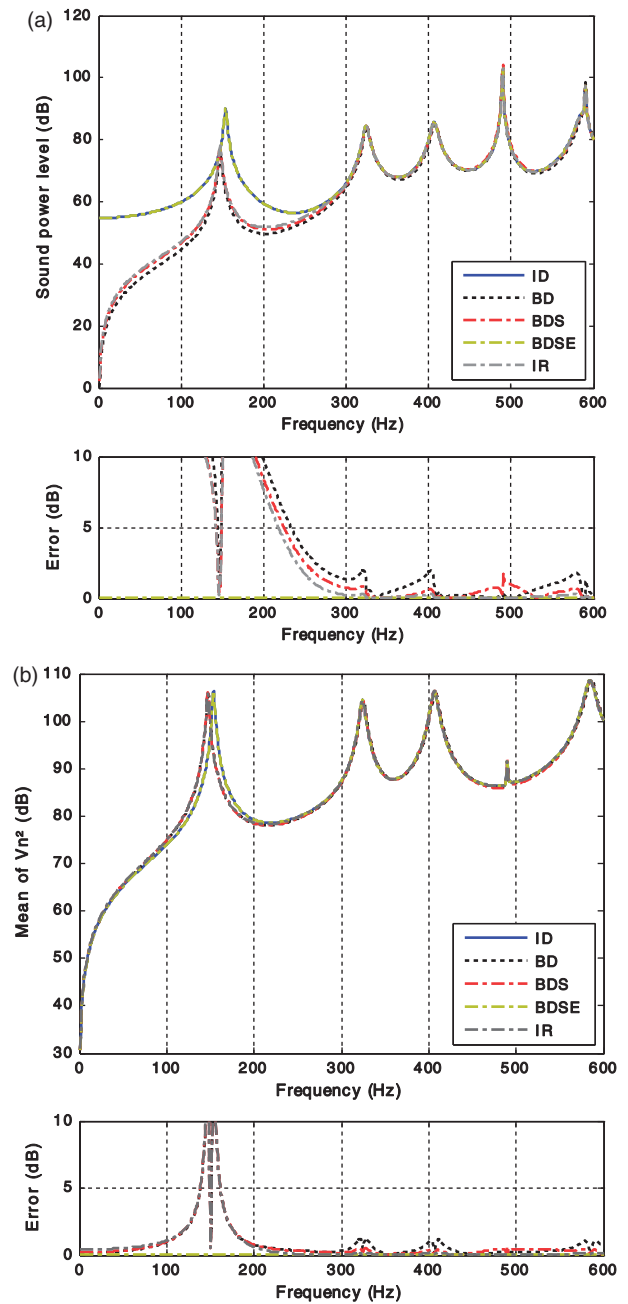 (a)
120
100
80
60
40
20
0
Sound power level (dB)
ID
BD
BDS
BDSE
IR
0 100 200 300 400 500 600
Frequency (Hz)
10
5
0
Error (dB)
0 100 200 300 400 500 600
Frequency (Hz)
(b)
110
100
90
80
70
60
50
40
30
Mean of Vn² (dB)
ID
BD
BDS
BDSE
IR
0 100 200 300 400 500 600
Frequency (Hz)
10
5
0
Error (dB)
0 100 200 300 400 500 600
Frequency (Hz)